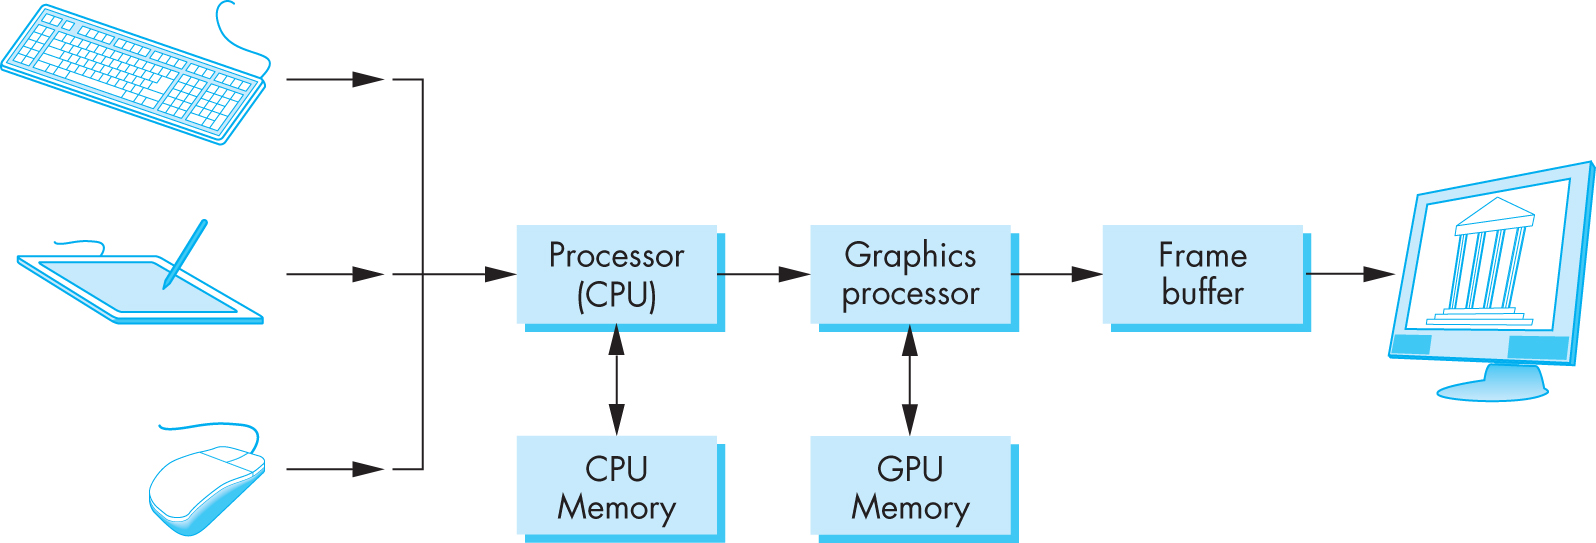 Processor
(CPU)
Graphics
processor
Frame
buffer
CPU
Memory
GPU
Memory